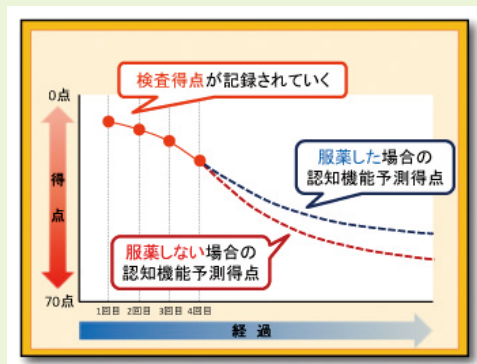 検査得点が記録されていく
0点
得点
服薬した場合の
認知機能予測得点
服薬しない場合の
認知機能予測得点
70点
1回目 2回目 3回目 4回目
経過